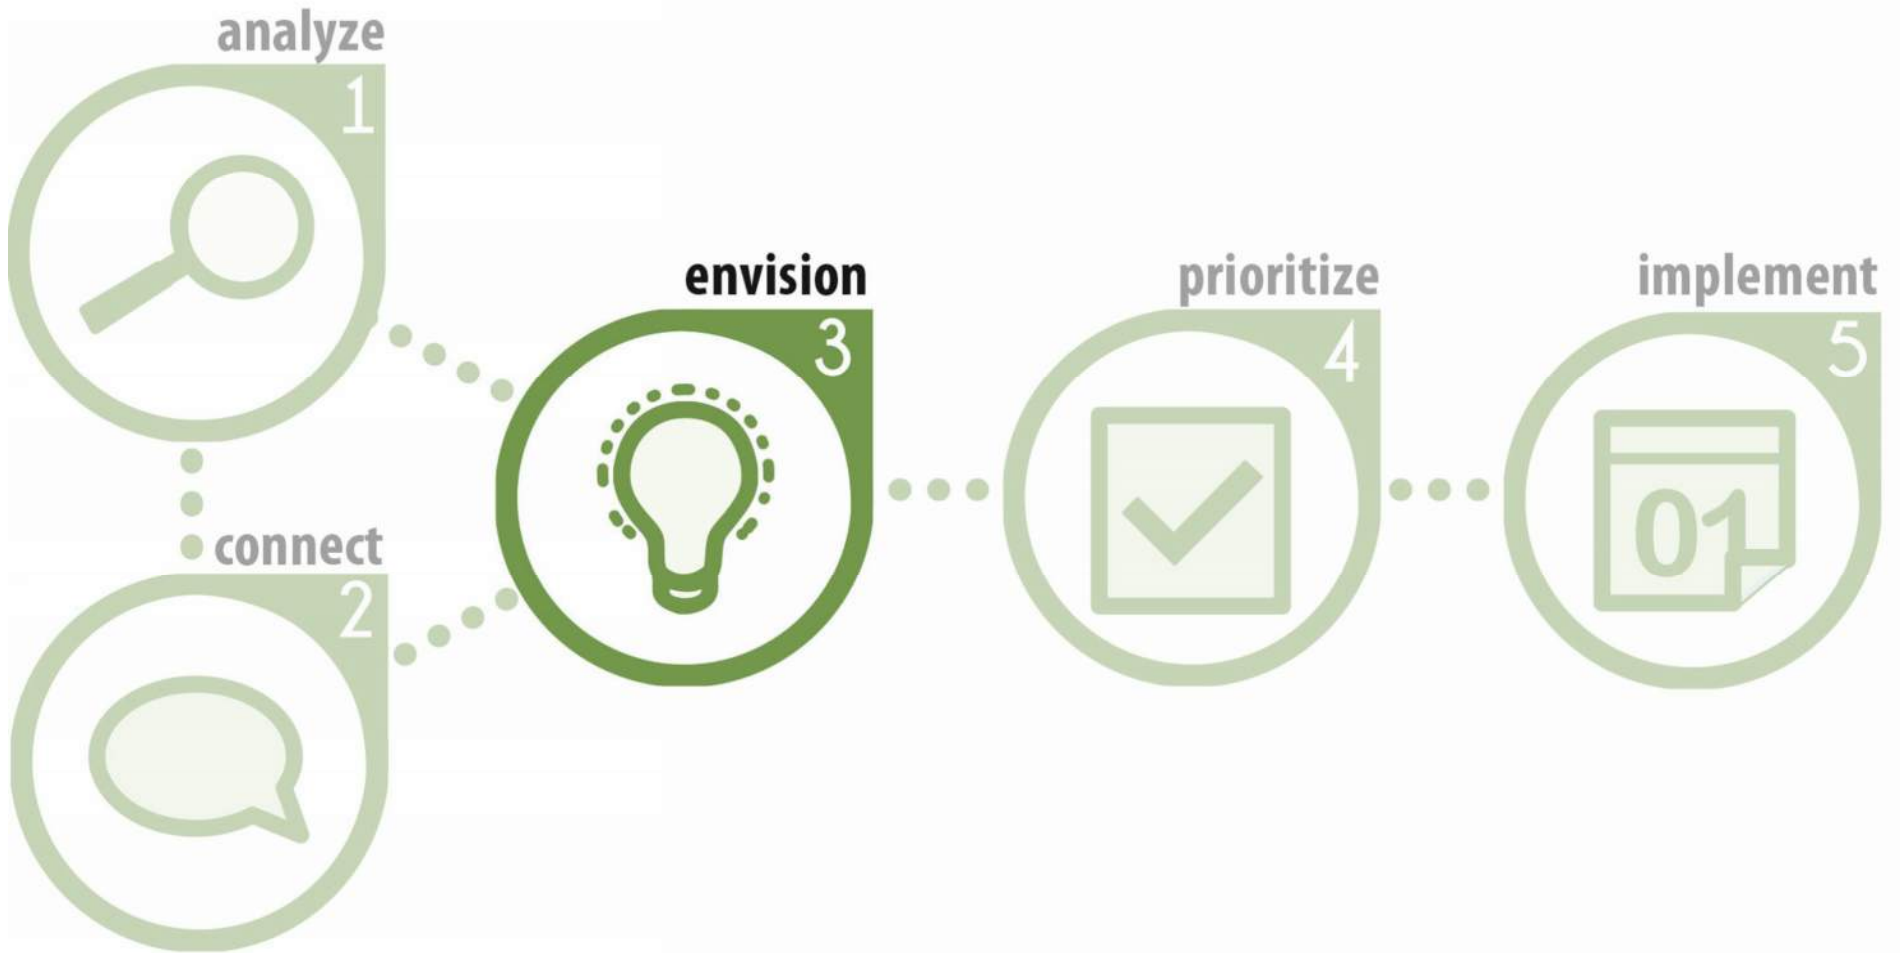 analyze
1
connect
2
envision
3
prioritize
4
implement
5
01